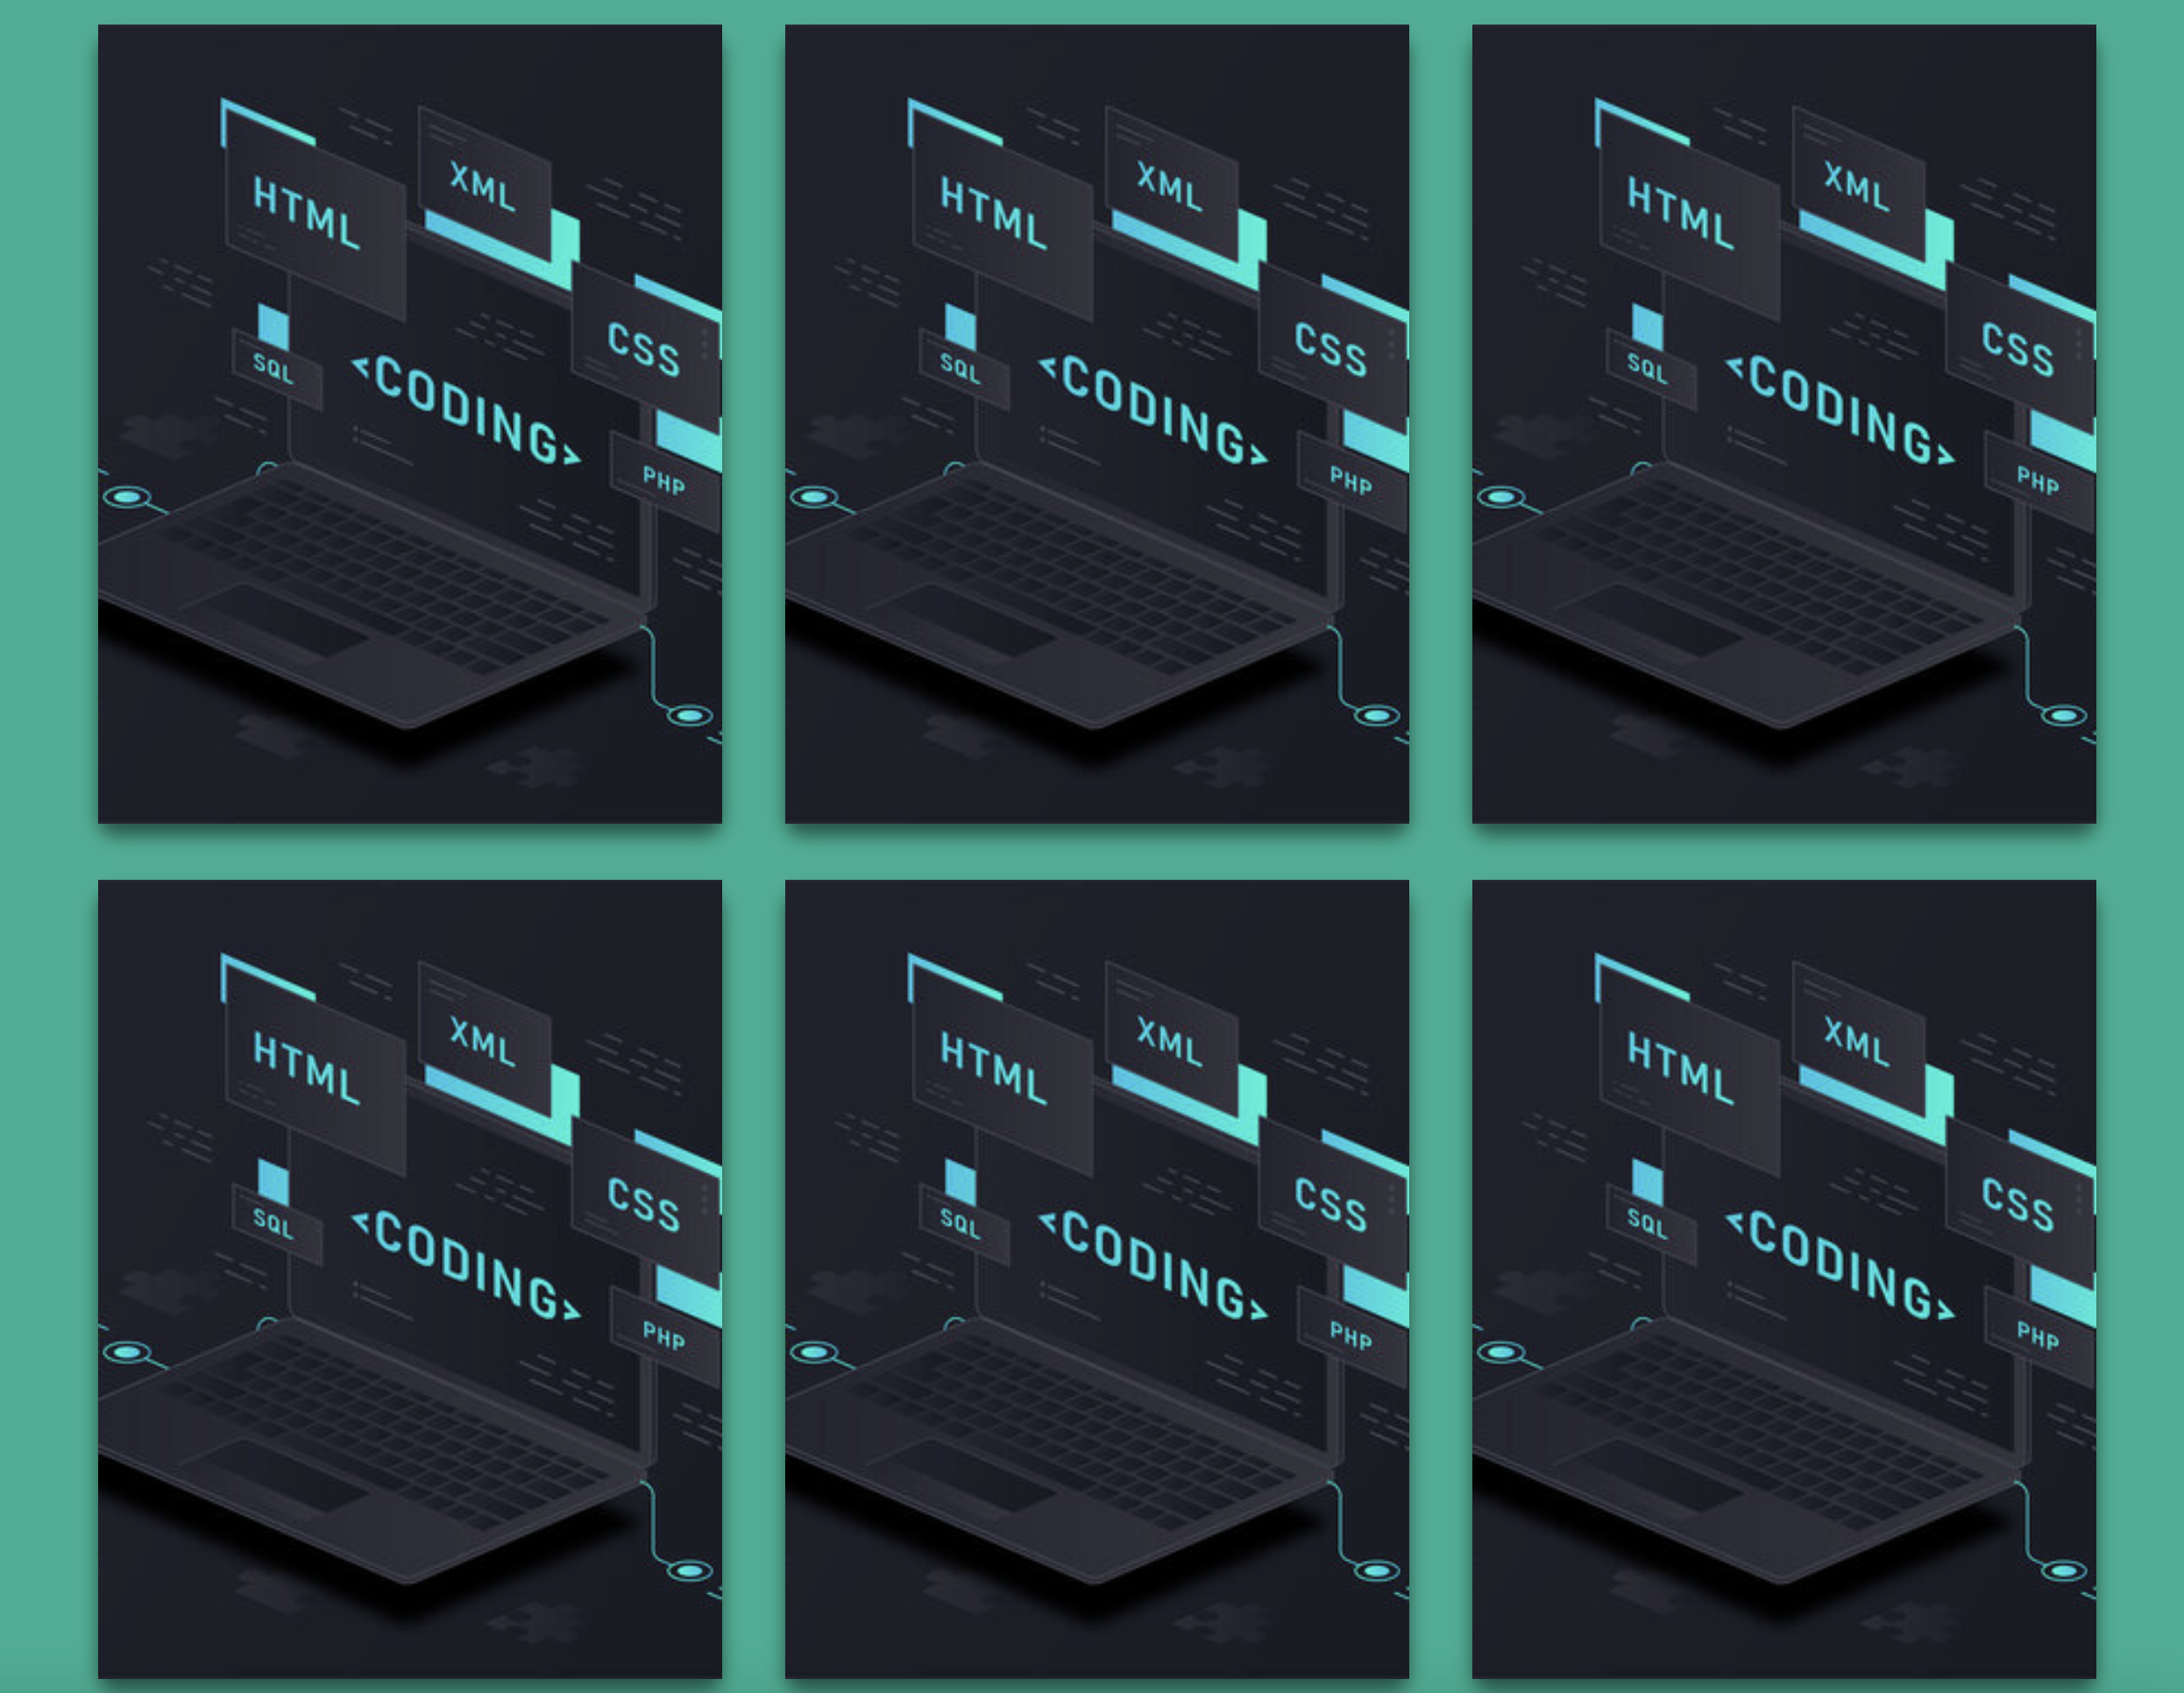 HTML
XML
CSS
SQL
<CODING>
PHP
HTML
XML
CSS
SQL
<CODING>
PHP
HTML
XML
CSS
SQL
<CODING>
PHP
HTML
XML
CSS
SQL
<CODING>
PHP
HTML
XML
CSS
SQL
<CODING>
PHP
HTML
XML
CSS
SQL
<CODING>
PHP